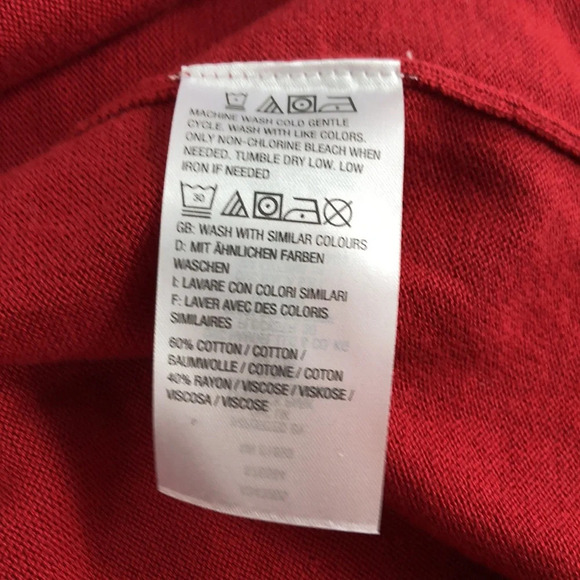 MACHINE WASH COLD GENTLE
CYCLE. WASH WITH LIKE COLORS.
ONLY NON-CHLORINE BLEACH WHEN
NEEDED. TUMBLE DRY LOW. LOW
IRON IF NEEDED
30
GB: WASH WITH SIMILAR COLOURS
D: MIT ÄHNLICHEN FARBEN
WASCHEN
I: LAVARE CON COLORI SIMILARI
F: LAVER AVEC DES COLORIS
SIMILAIRES
60% COTTON / COTTON /
BAUMWOLLE / COTONE / COTON
40% RAYON / VISCOSE / VISKOSE /
VISCOSA / VISCOSE